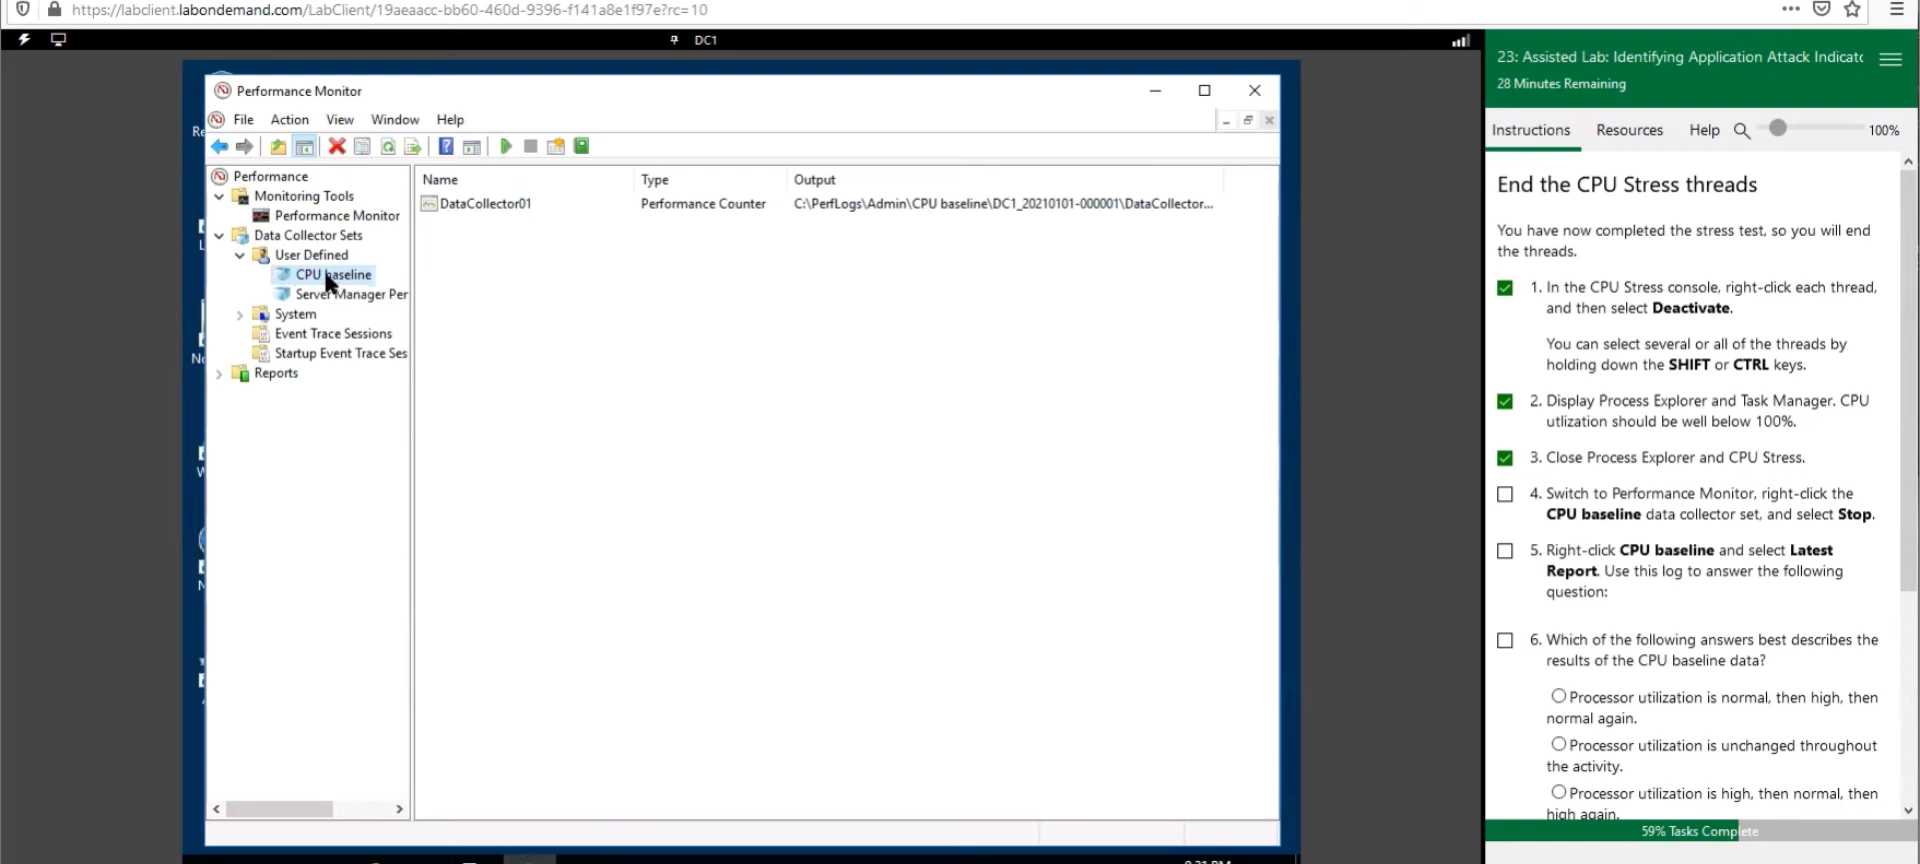 https://labclient.labondemand.com/LabClient/19aeaacc-bb60-460d-9396-f141a8e1f97e?rc=10
DC1
Performance Monitor
File Action View Window Help
Performance
Monitoring Tools
Performance Monitor
Data Collector Sets
User Defined
CPU baseline
Server Manager Per
System
Event Trace Sessions
Startup Event Trace Ses
Reports
Name Type Output
DataCollector01 Performance Counter C:\PerfLogs\Admin\CPU baseline\DC1_20210101-000001\DataCollector...
23: Assisted Lab: Identifying Application Attack Indicato
28 Minutes Remaining
Instructions Resources Help 100%
End the CPU Stress threads
You have now completed the stress test, so you will end
the threads.
1. In the CPU Stress console, right-click each thread,
and then select Deactivate.
You can select several or all of the threads by
holding down the SHIFT or CTRL keys.
2. Display Process Explorer and Task Manager. CPU
utlization should be well below 100%.
3. Close Process Explorer and CPU Stress.
4. Switch to Performance Monitor, right-click the
CPU baseline data collector set, and select Stop.
5. Right-click CPU baseline and select Latest
Report. Use this log to answer the following
question:
6. Which of the following answers best describes the
results of the CPU baseline data?
Processor utilization is normal, then high, then
normal again.
Processor utilization is unchanged throughout
the activity.
Processor utilization is high, then normal, then
high again.
59% Tasks Complete